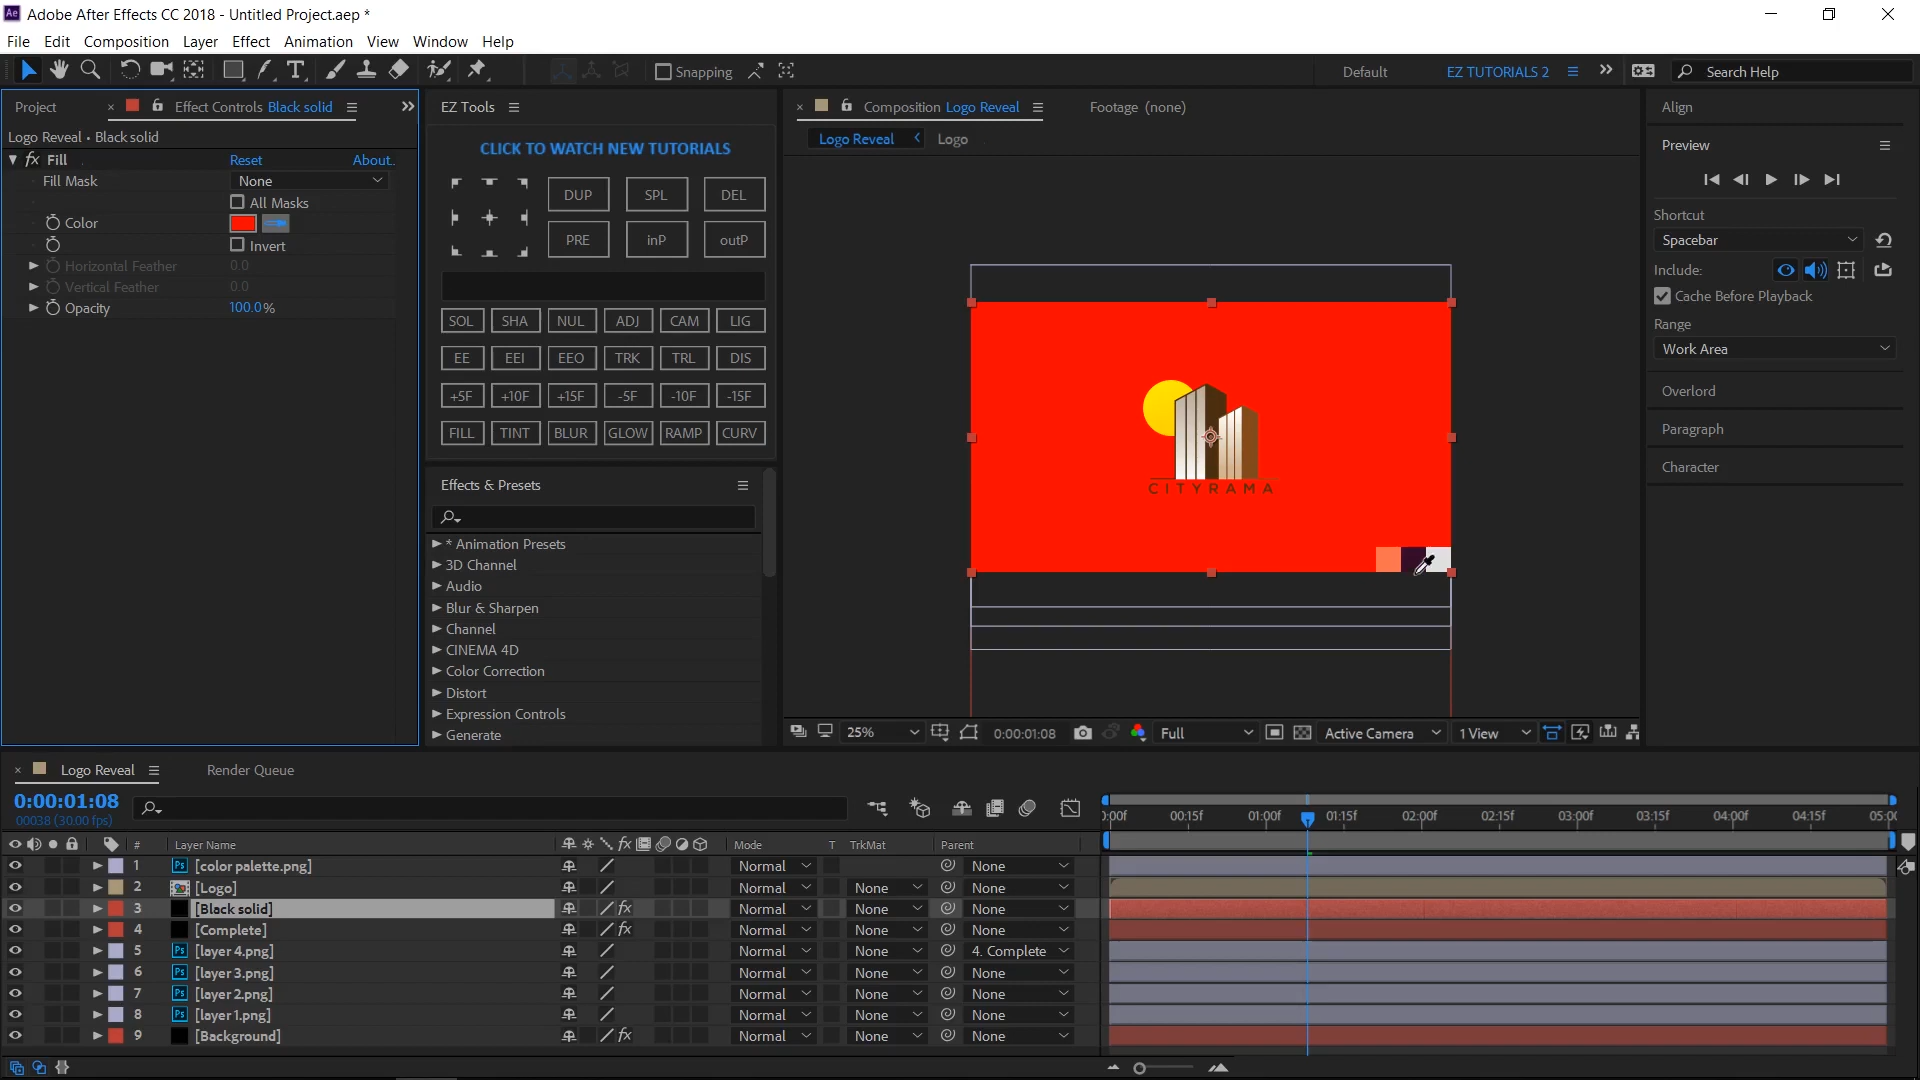 Ae Adobe After Effects CC 2018 - Untitled Project.aep *
File Edit Composition Layer Effect Animation View Window Help
Snapping Default EZ TUTORIALS 2 Search Help
Project Effect Controls Black solid
Logo Reveal • Black solid
fx Fill Reset About..
Fill Mask None
All Masks
Color
Invert
Horizontal Feather 0.0
Vertical Feather 0.0
Opacity 100.0%
EZ Tools
CLICK TO WATCH NEW TUTORIALS
DUP SPL DEL
PRE inP outP
SOL SHA NUL ADJ CAM LIG
EE EEI EEO TRK TRL DIS
+5F +10F +15F -5F -10F -15F
FILL TINT BLUR GLOW RAMP CURV
Effects & Presets
* Animation Presets
3D Channel
Audio
Blur & Sharpen
Channel
CINEMA 4D
Color Correction
Distort
Expression Controls
Generate
Composition Logo Reveal Footage (none)
Logo Reveal Logo
CITYRAMA
25% 0:00:01:08 Full Active Camera 1 View
Align
Preview
Shortcut
Spacebar
Include:
Cache Before Playback
Range
Work Area
Overlord
Paragraph
Character
Logo Reveal Render Queue
0:00:01:08
00038 (30.00 fps)
):00f 00:15f 01:00f 01:15f 02:00f 02:15f 03:00f 03:15f 04:00f 04:15f 05:00
# Layer Name fx Mode T TrkMat Parent
1 Ps [color palette.png] Normal None
2 [Logo] Normal None None
3 [Black solid] fx Normal None None
4 [Complete] fx Normal None None
5 Ps [layer 4.png] Normal None 4. Complete
6 Ps [layer 3.png] Normal None None
7 Ps [layer 2.png] Normal None None
8 Ps [layer 1.png] Normal None None
9 [Background] fx Normal None None